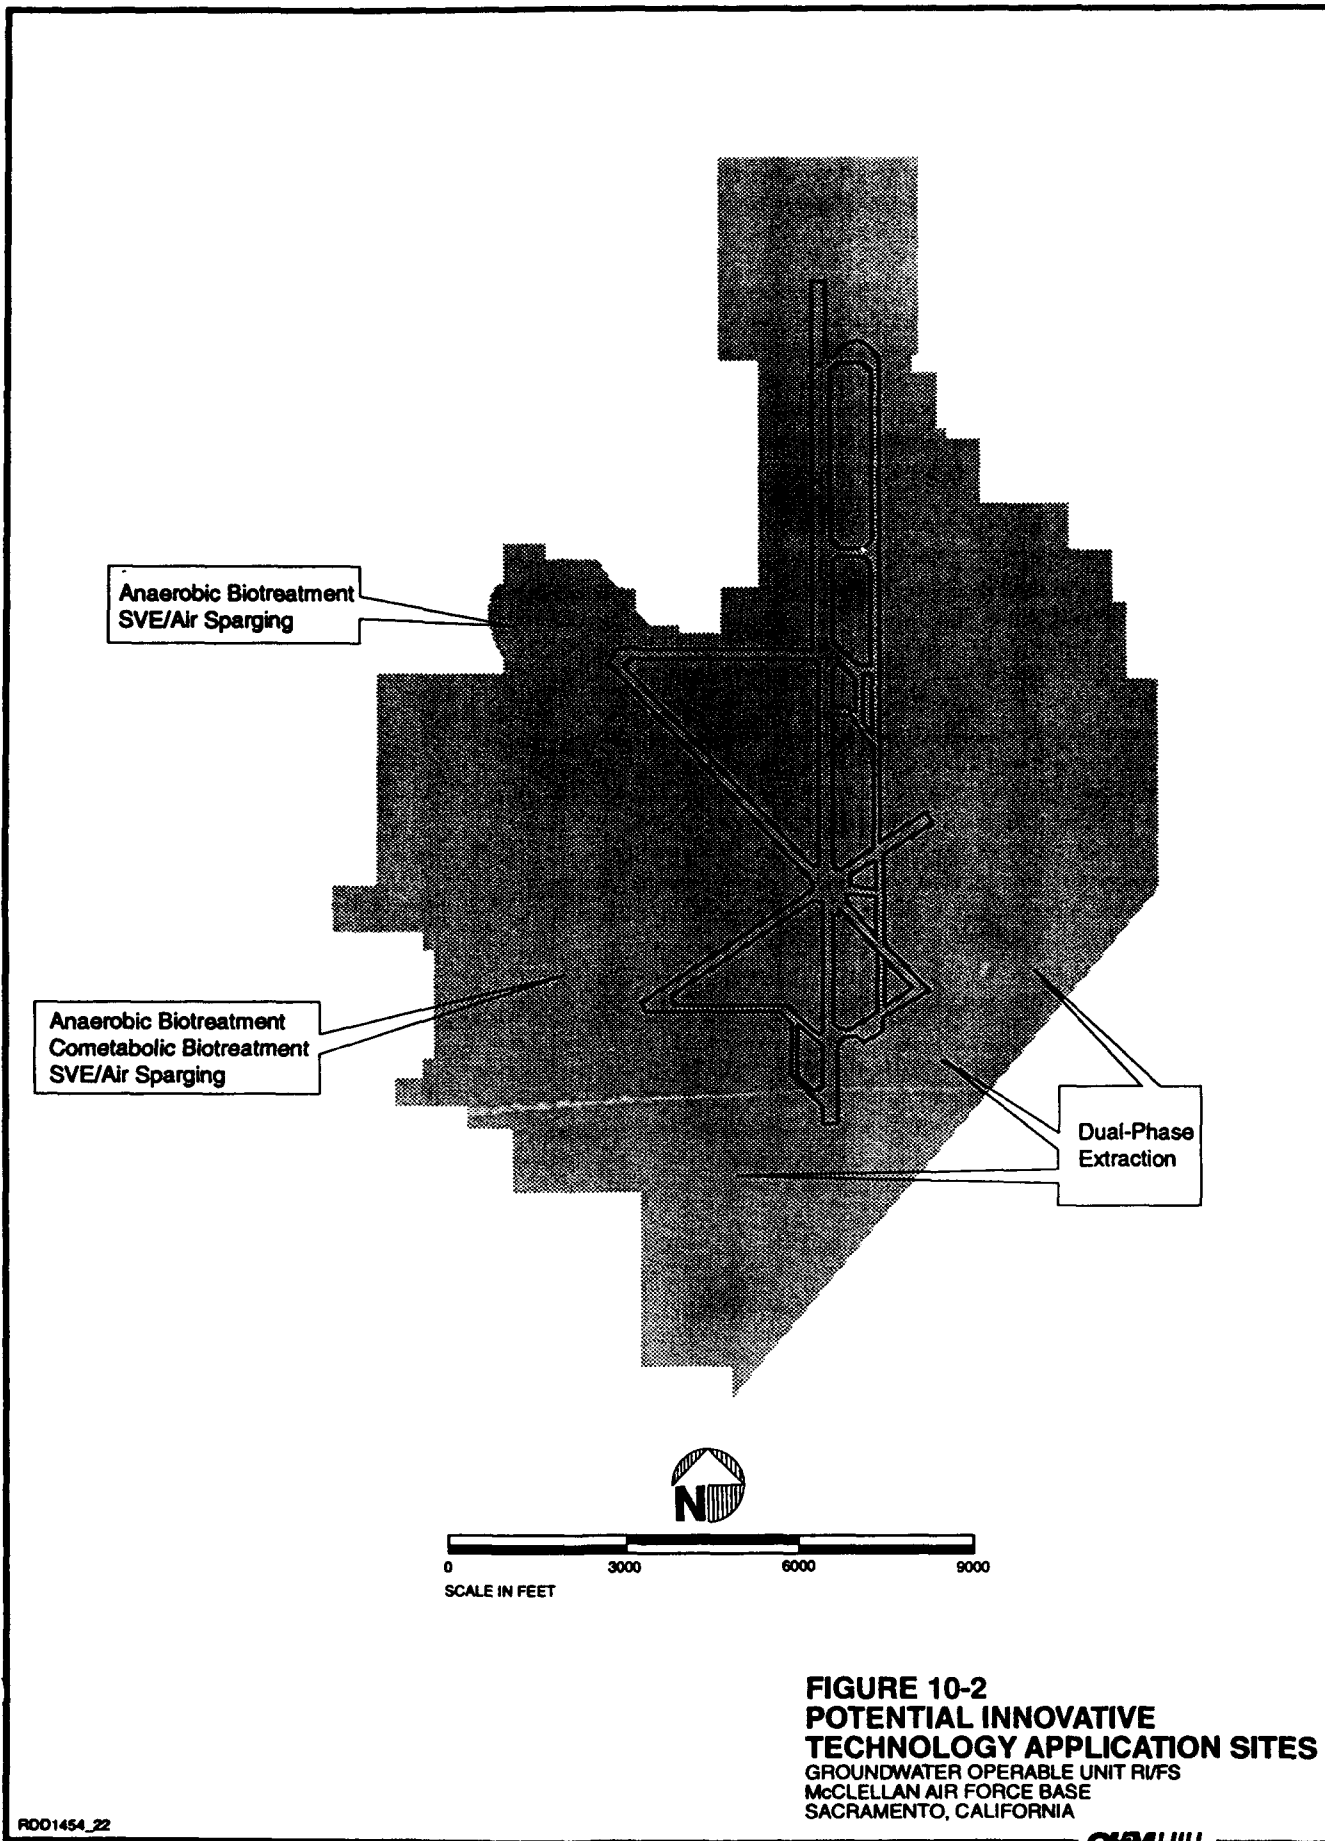 Anaerobic Biotreatment
SVE/Air Sparging
Anaerobic Biotreatment
Cometabolic Biotreatment
SVE/Air Sparging
Dual-Phase
Extraction
N
0 3000 6000 9000
SCALE IN FEET
FIGURE 10-2
POTENTIAL INNOVATIVE
TECHNOLOGY APPLICATION SITES
GROUNDWATER OPERABLE UNIT RI/FS
McCLELLAN AIR FORCE BASE
SACRAMENTO, CALIFORNIA
RDD1454_22